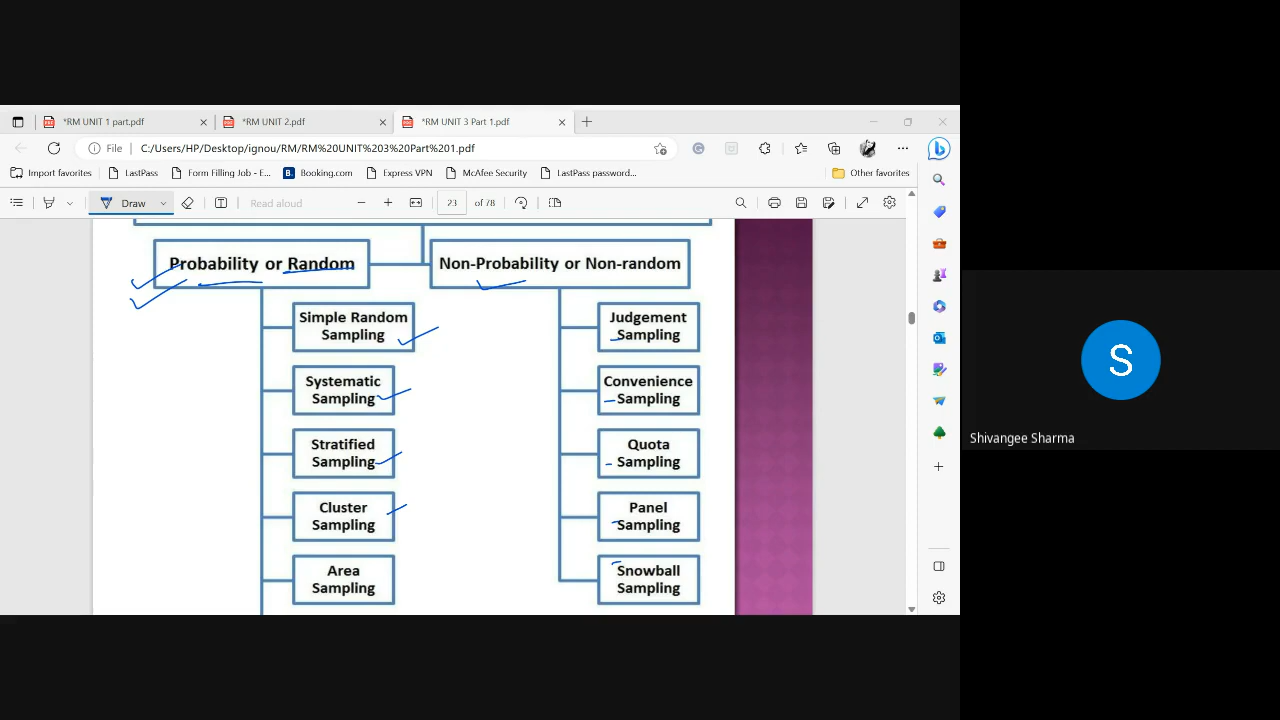 *RM UNIT 1 part.pdf
*RM UNIT 2.pdf
*RM UNIT 3 Part 1.pdf
File
C:/Users/HP/Desktop/ignou/RM/RM%20UNIT%203%20Part%201.pdf
Import favorites
LastPass
Form Filling Job - E...
B.
Booking.com
Express VPN
McAfee Security
LastPass password...
Other favorites
Draw
Read aloud
23
of 78
Probability or Random
Non-Probability or Non-random
Simple Random
Sampling
Systematic
Sampling
Stratified
Sampling
Cluster
Sampling
Area
Sampling
Judgement
Sampling
Convenience
Sampling
Quota
Sampling
Panel
Sampling
Snowball
Sampling
S
Shivangee Sharma